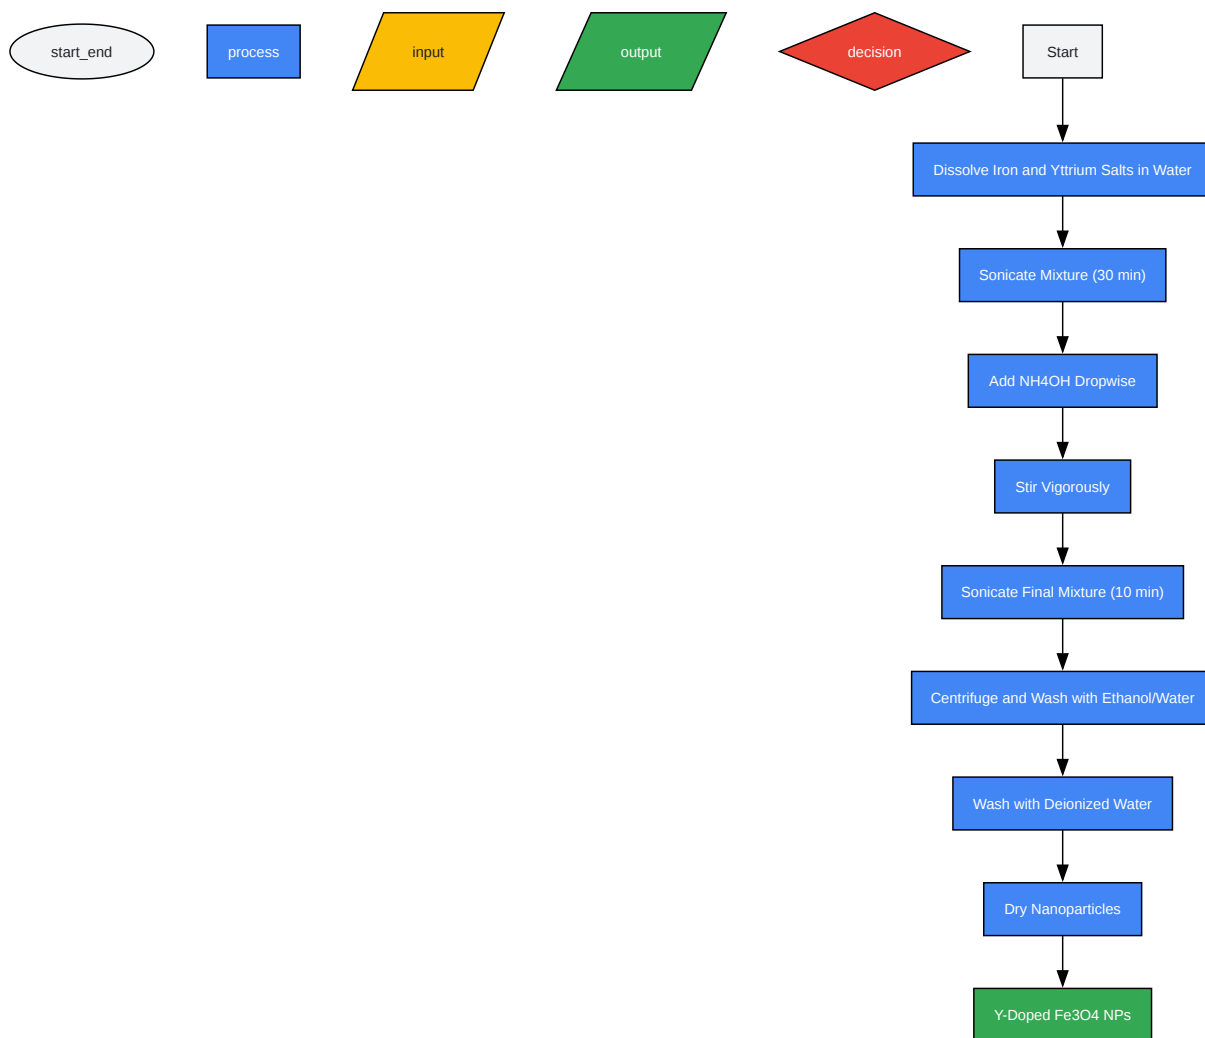 start_end
process
input
output
decision
Start
Dissolve Iron and Yttrium Salts in Water
Sonicate Mixture (30 min)
Add NH4OH Dropwise
Stir Vigorously
Sonicate Final Mixture (10 min)
Centrifuge and Wash with Ethanol/Water
Wash with Deionized Water
Dry Nanoparticles
Y-Doped Fe3O4 NPs